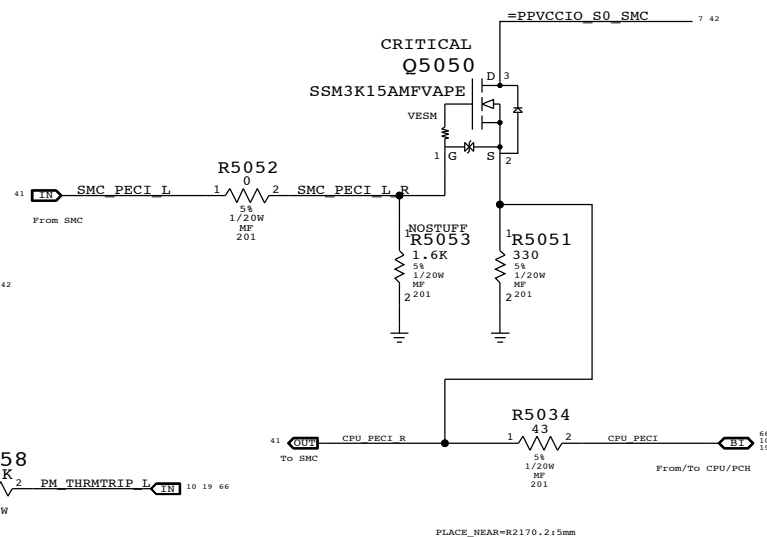 =PPVCCIO_S0_SMC
7 42
CRITICAL
Q5050
SSM3K15AMFVAPE
VESM
D 3
1 G S 2
R5052
0
41 IN SMC_PECI_L 1 2 SMC_PECI_L_R
From SMC
5%
1/20W
MF
201
NOSTUFF
1 R5053
1.6K
5%
1/20W
MF
2 201
1 R5051
330
5%
1/20W
MF
2 201
42
R5034
43
41 OUT CPU_PECI_R 1 2 CPU_PECI BI
To SMC
From/To CPU/PCH
5%
1/20W
MF
201
66
10
19
58
K
2 PM_THRMTRIP_L IN 10 19 66
W
PLACE_NEAR=R2170.2:5mm